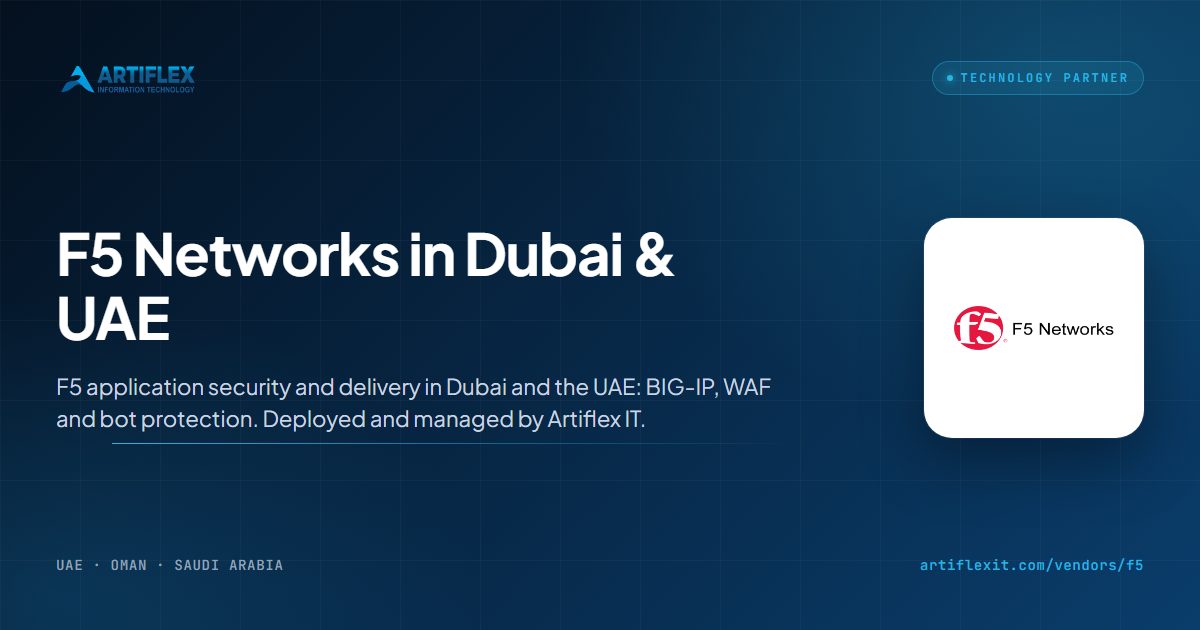 ARTIFLEX
INFORMATION TECHNOLOGY
TECHNOLOGY PARTNER
F5 Networks in Dubai &
UAE
F5 application security and delivery in Dubai and the UAE: BIG-IP, WAF
and bot protection. Deployed and managed by Artiflex IT.
f5 F5 Networks
UAE · OMAN · SAUDI ARABIA
artiflexit.com/vendors/f5